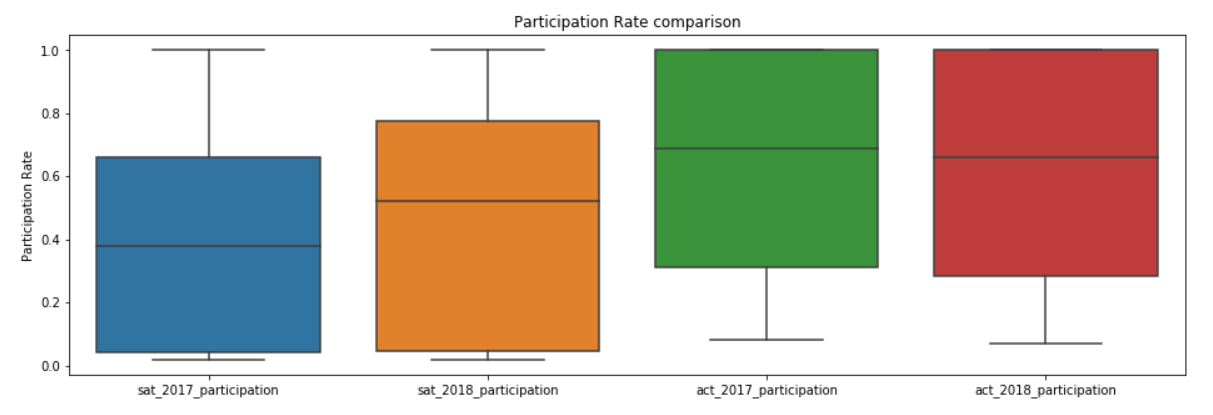 Participation Rate comparison
Participation Rate
1.0
0.8
0.6
0.4
0.2
0.0
sat_2017_participation
sat_2018_participation
act_2017_participation
act_2018_participation